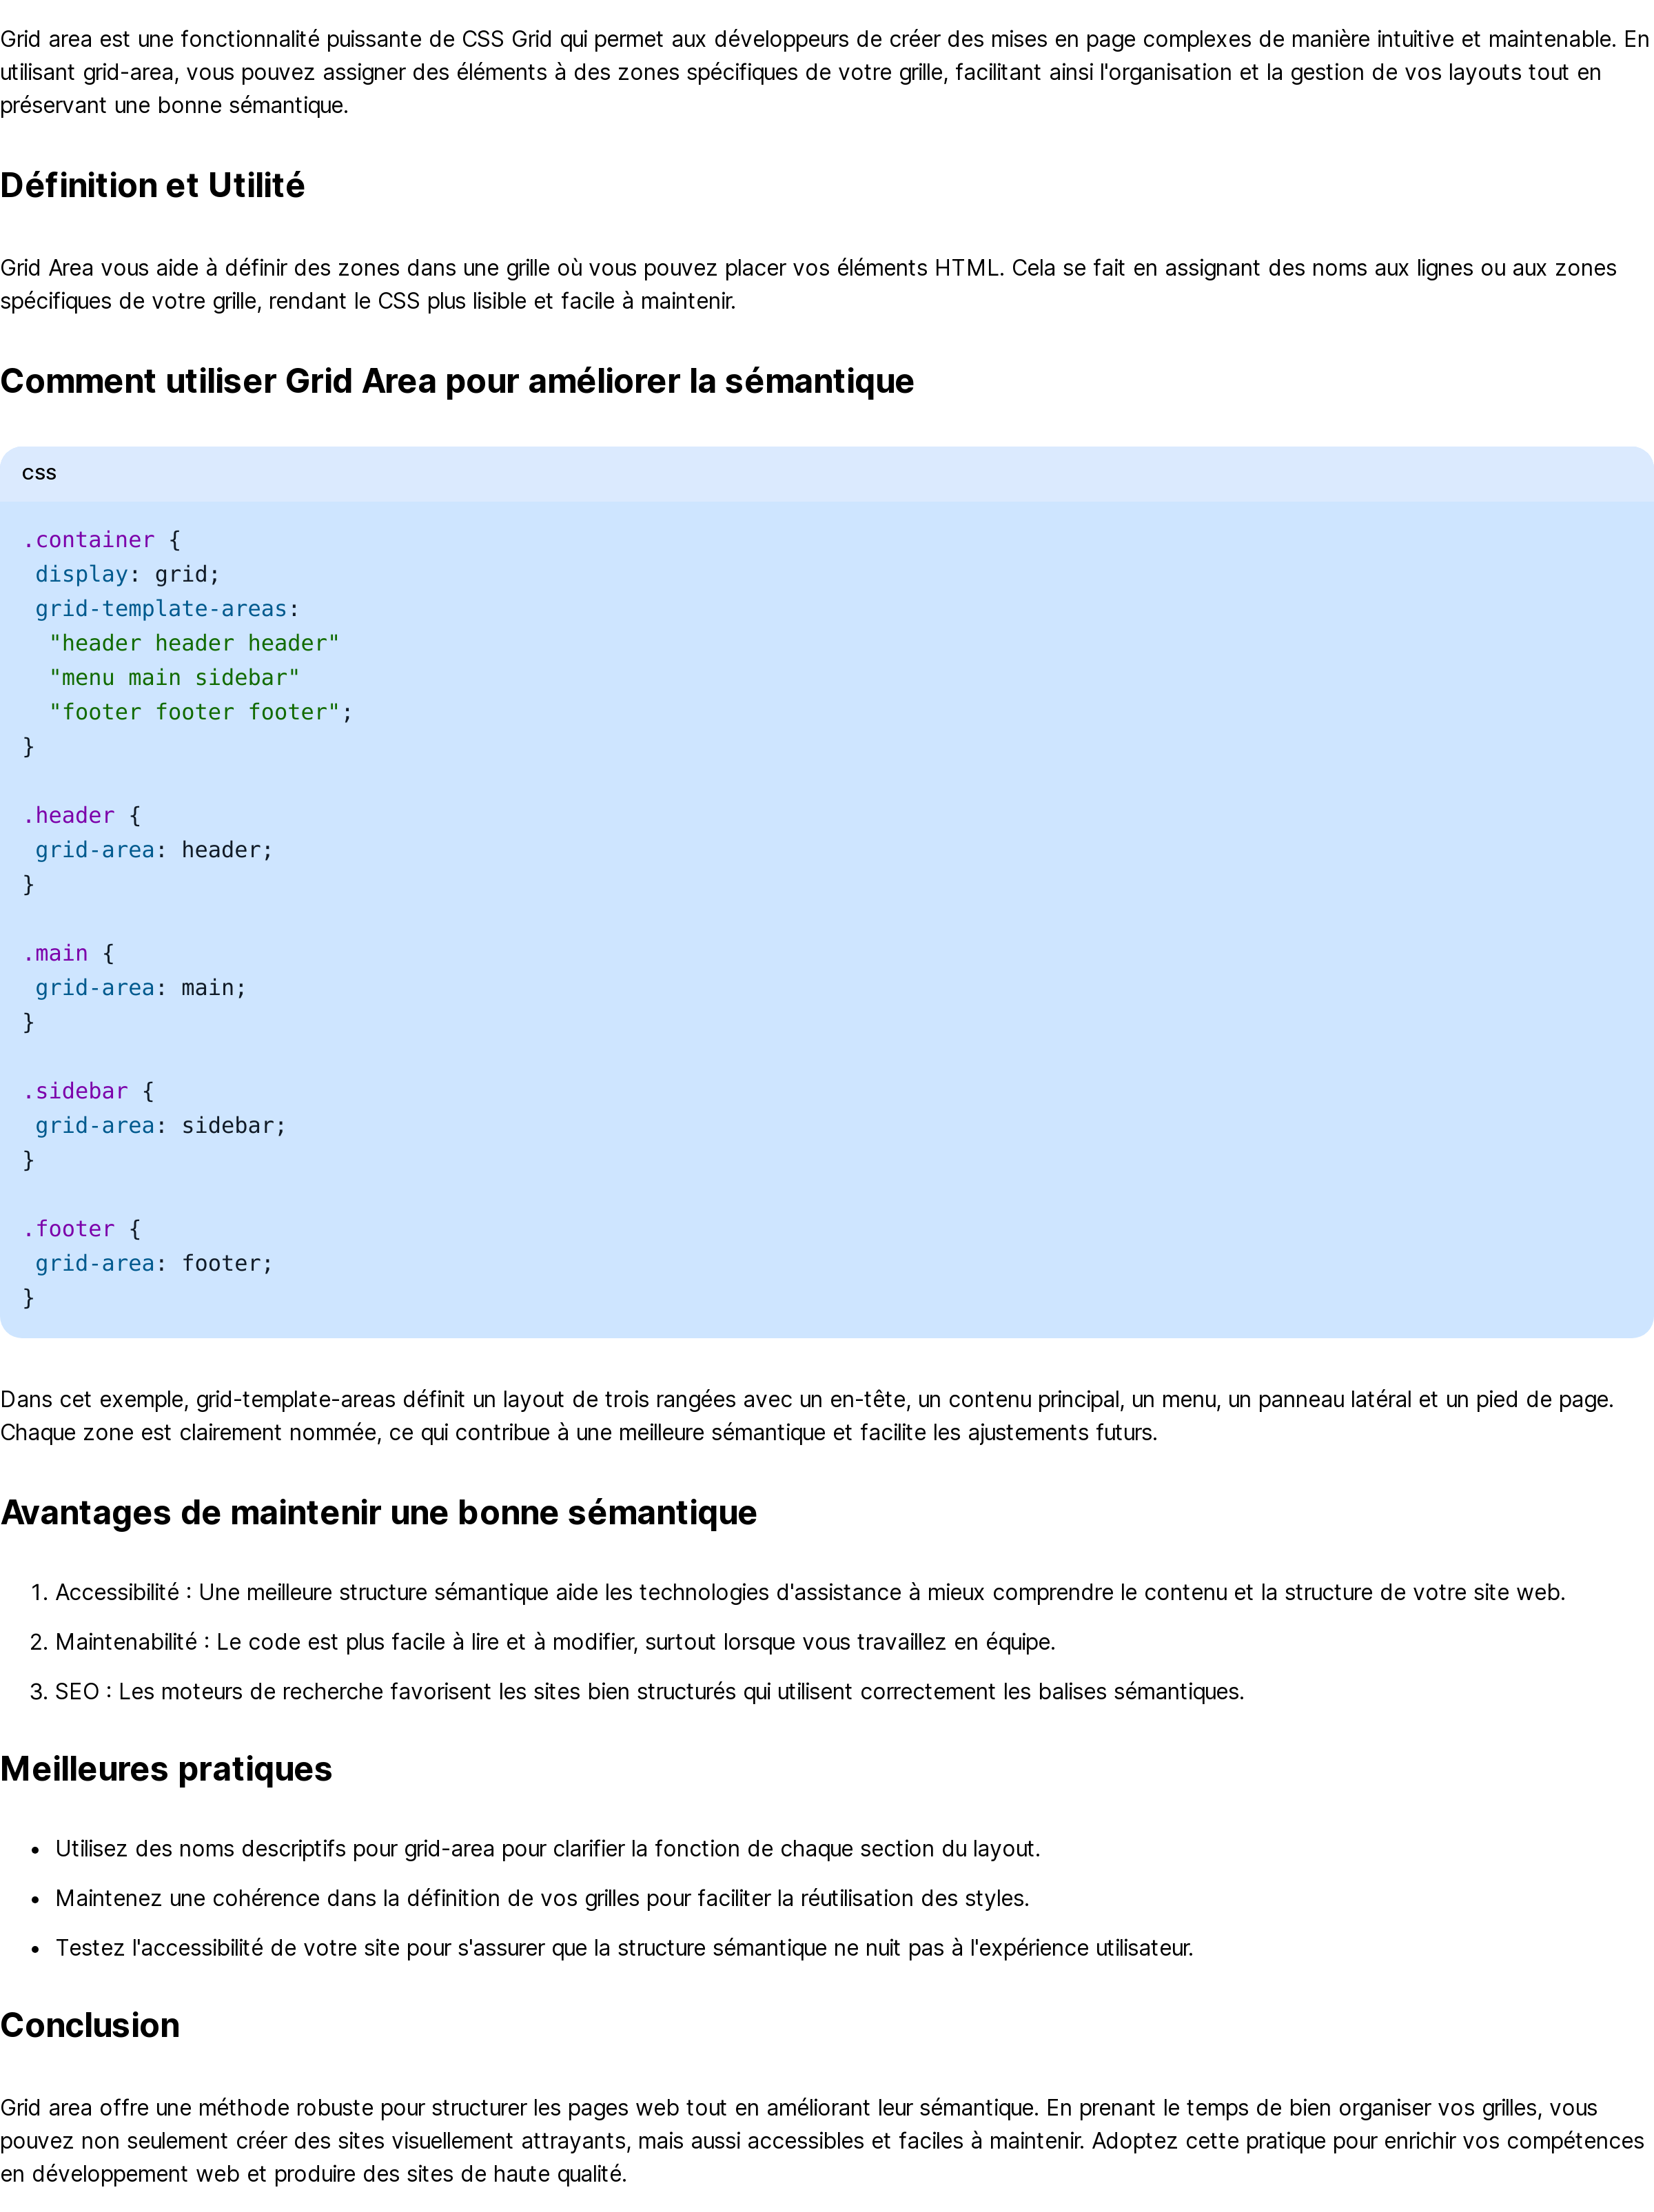 Grid area est une fonctionnalité puissante de CSS Grid qui permet aux développeurs de créer des mises en page complexes de manière intuitive et maintenable. En
utilisant grid-area, vous pouvez assigner des éléments à des zones spécifiques de votre grille, facilitant ainsi l'organisation et la gestion de vos layouts tout en
préservant une bonne sémantique.
Définition et Utilité
Grid Area vous aide à définir des zones dans une grille où vous pouvez placer vos éléments HTML. Cela se fait en assignant des noms aux lignes ou aux zones
spécifiques de votre grille, rendant le CSS plus lisible et facile à maintenir.
Comment utiliser Grid Area pour améliorer la sémantique
css
.container {
 display: grid;
 grid-template-areas:
  "header header header"
  "menu main sidebar"
  "footer footer footer";
}
.header {
 grid-area: header;
}
.main {
 grid-area: main;
}
.sidebar {
 grid-area: sidebar;
}
.footer {
 grid-area: footer;
}
Dans cet exemple, grid-template-areas définit un layout de trois rangées avec un en-tête, un contenu principal, un menu, un panneau latéral et un pied de page.
Chaque zone est clairement nommée, ce qui contribue à une meilleure sémantique et facilite les ajustements futurs.
Avantages de maintenir une bonne sémantique
1. Accessibilité : Une meilleure structure sémantique aide les technologies d'assistance à mieux comprendre le contenu et la structure de votre site web.
2. Maintenabilité : Le code est plus facile à lire et à modifier, surtout lorsque vous travaillez en équipe.
3. SEO : Les moteurs de recherche favorisent les sites bien structurés qui utilisent correctement les balises sémantiques.
Meilleures pratiques
• Utilisez des noms descriptifs pour grid-area pour clarifier la fonction de chaque section du layout.
• Maintenez une cohérence dans la définition de vos grilles pour faciliter la réutilisation des styles.
• Testez l'accessibilité de votre site pour s'assurer que la structure sémantique ne nuit pas à l'expérience utilisateur.
Conclusion
Grid area offre une méthode robuste pour structurer les pages web tout en améliorant leur sémantique. En prenant le temps de bien organiser vos grilles, vous
pouvez non seulement créer des sites visuellement attrayants, mais aussi accessibles et faciles à maintenir. Adoptez cette pratique pour enrichir vos compétences
en développement web et produire des sites de haute qualité.